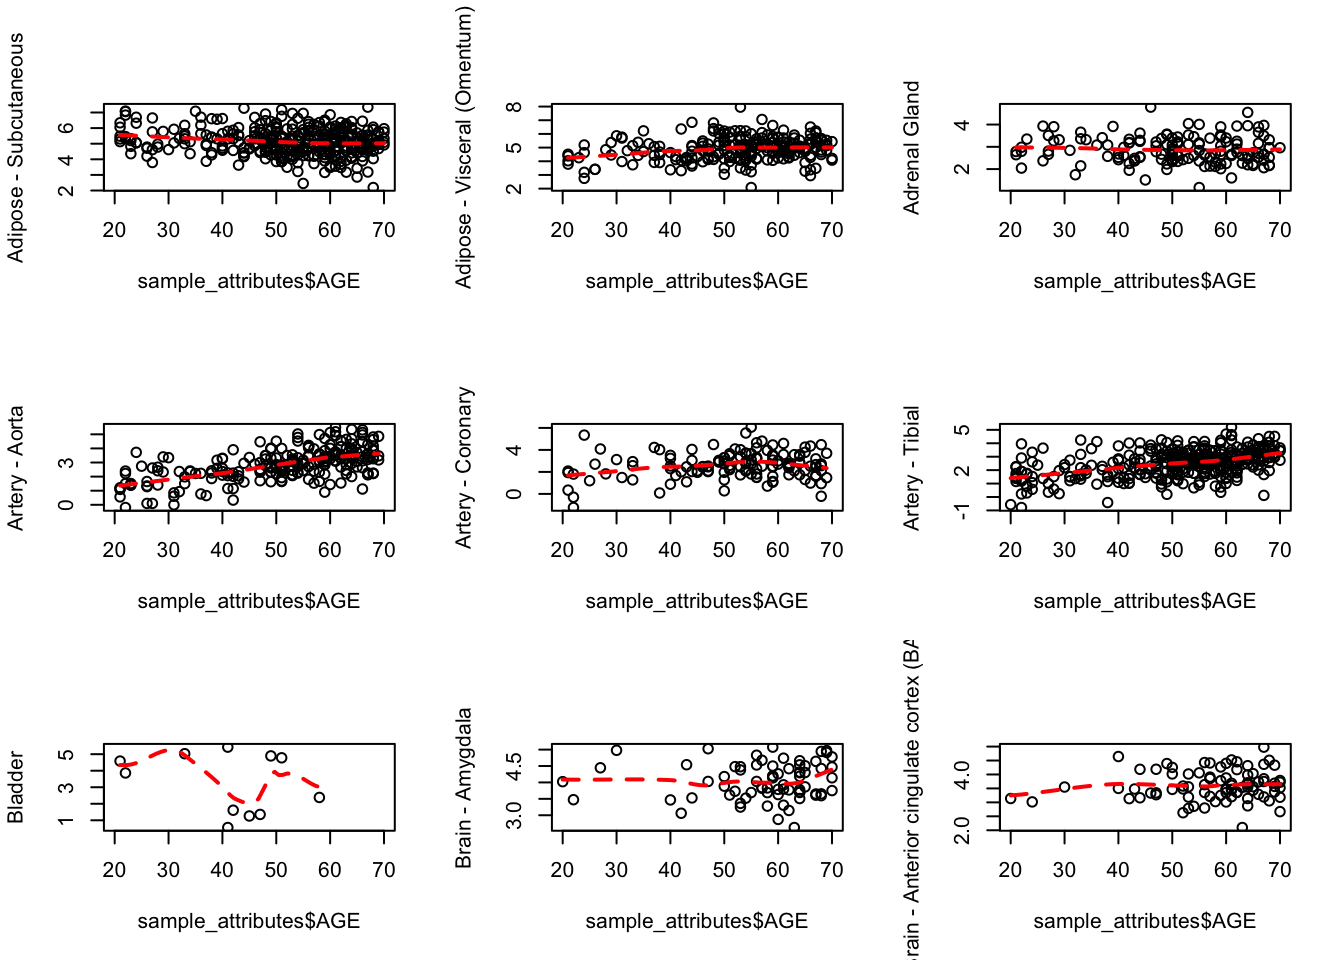 Adipose - Subcutaneous
2 4 6
20 30 40 50 60 70
sample_attributes$AGE
Adipose - Visceral (Omentum)
2 5 8
20 30 40 50 60 70
sample_attributes$AGE
Adrenal Gland
2 4
20 30 40 50 60 70
sample_attributes$AGE
Artery - Aorta
0 3
20 30 40 50 60 70
sample_attributes$AGE
Artery - Coronary
0 4
20 30 40 50 60 70
sample_attributes$AGE
Artery - Tibial
-1 2 5
20 30 40 50 60 70
sample_attributes$AGE
Bladder
1 3 5
20 30 40 50 60 70
sample_attributes$AGE
Brain - Amygdala
3.0 4.5
20 30 40 50 60 70
sample_attributes$AGE
rain - Anterior cingulate cortex (BA
2.0 4.0
20 30 40 50 60 70
sample_attributes$AGE